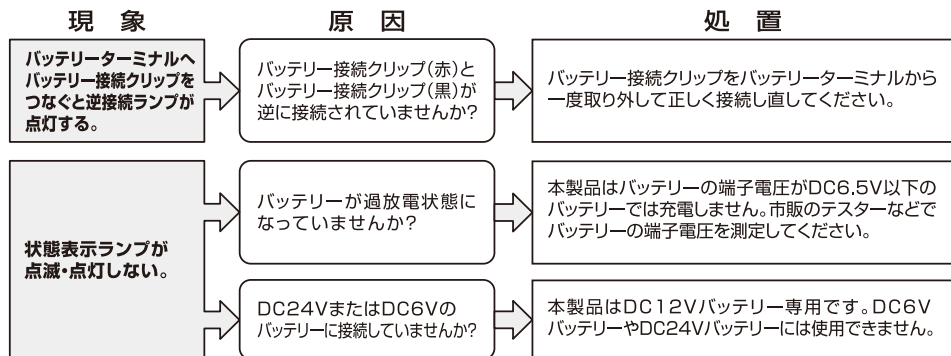 現 象
原 因
処 置
バッテリーターミナルへ
バッテリー接続クリップを
つなぐと逆接続ランプが
点灯する。
バッテリー接続クリップ(赤)と
バッテリー接続クリップ(黒)が
逆に接続されていませんか?
バッテリー接続クリップをバッテリーターミナルから
一度取り外して正しく接続し直してください。
状態表示ランプが
点滅・点灯しない。
バッテリーが過放電状態に
なっていませんか?
本製品はバッテリーの端子電圧がDC6.5V以下の
バッテリーでは充電しません。市販のテスターなどで
バッテリーの端子電圧を測定してください。
DC24VまたはDC6Vの
バッテリーに接続していませんか?
本製品はDC12Vバッテリー専用です。DC6V
バッテリーやDC24Vバッテリーには使用できません。